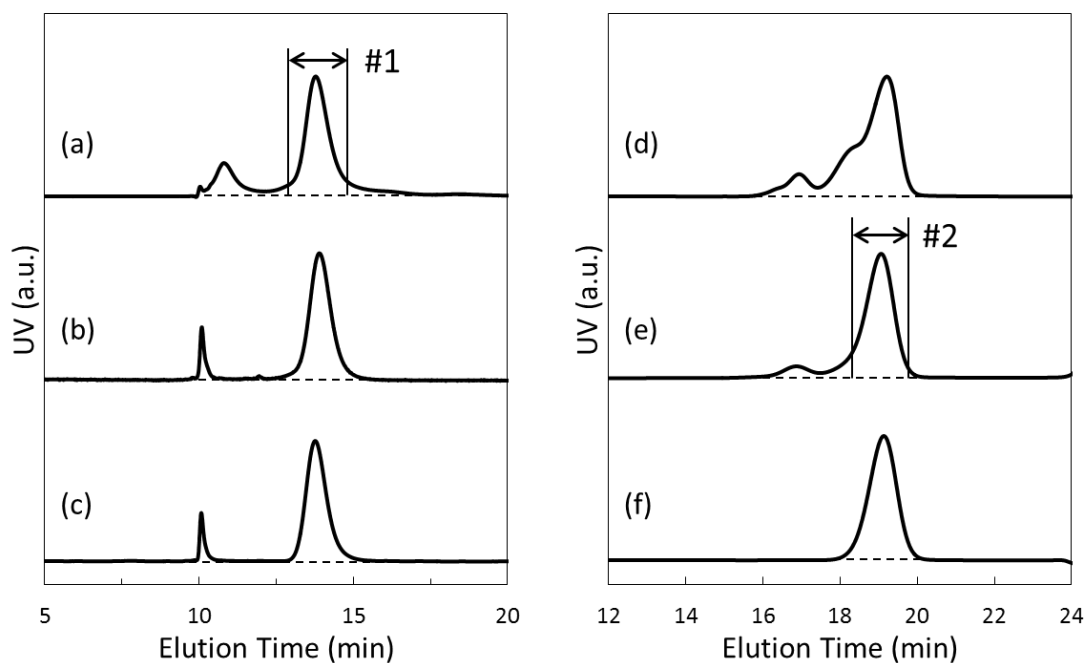 #1
(a)
(b)
(c)
UV (a.u.)
5 10 15 20
Elution Time (min)
(d)
#2
(e)
(f)
UV (a.u.)
12 14 16 18 20 22 24
Elution Time (min)